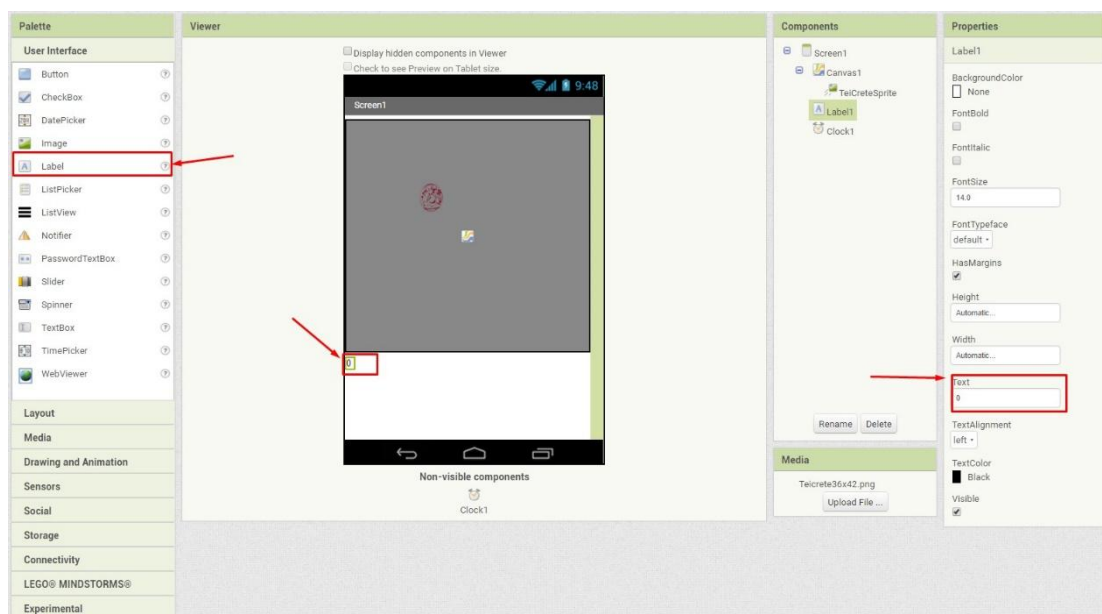 Palette
User Interface
Button
CheckBox
DatePicker
Image
Label
ListPicker
ListView
Notifier
PasswordTextBox
Slider
Spinner
TextBox
TimePicker
WebViewer
Layout
Media
Drawing and Animation
Sensors
Social
Storage
Connectivity
LEGO® MINDSTORMS®
Experimental
Viewer
Display hidden components in Viewer
Check to see Preview on Tablet size.
9:48
Screen1
0
Non-visible components
Clock1
Components
Screen1
Canvas1
TeiCreteSprite
Label1
Clock1
Rename Delete
Media
Teicrete36x42.png
Upload File ...
Properties
Label1
BackgroundColor
None
FontBold
FontItalic
FontSize
14.0
FontTypeface
default
HasMargins
Height
Automatic...
Width
Automatic...
Text
0
TextAlignment
left
TextColor
Black
Visible